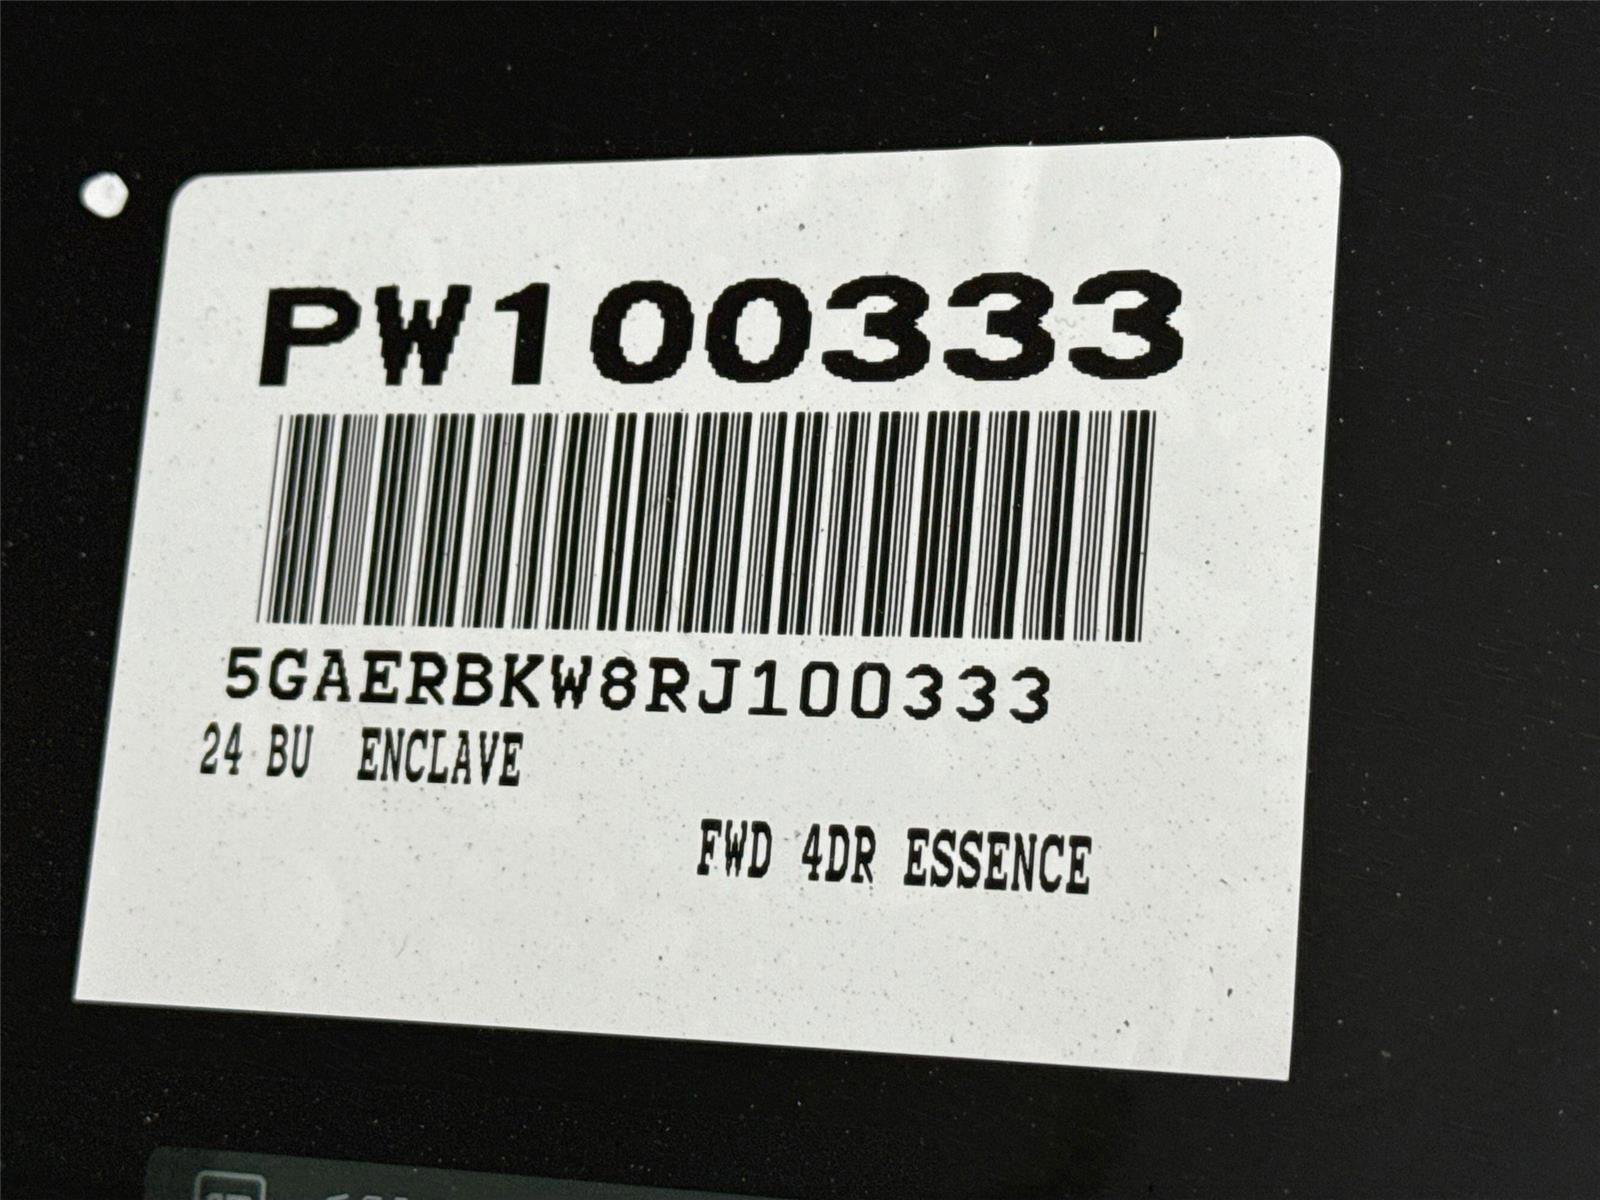 PW100333
5GAERBKW8RJ100333
24 BU ENCLAVE
FWD 4DR ESSENCE